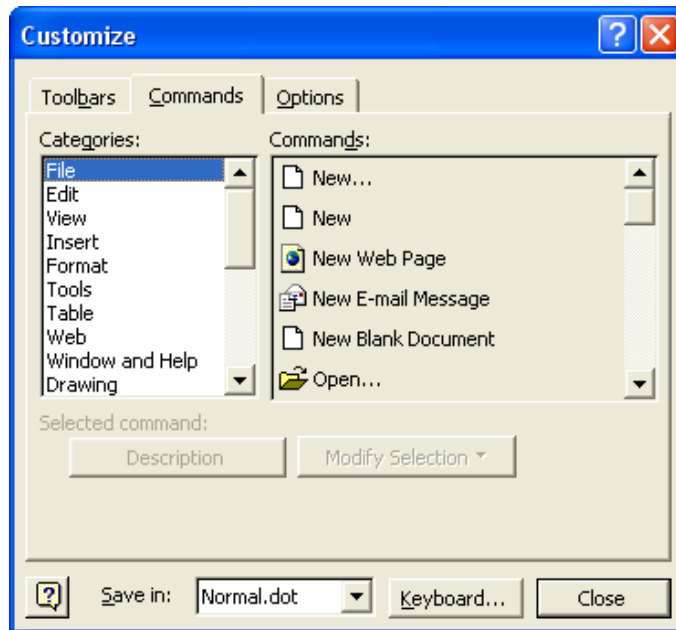 Customize
Toolbars Commands Options
Categories: Commands:
File
Edit
View
Insert
Format
Tools
Table
Web
Window and Help
Drawing
New...
New
New Web Page
New E-mail Message
New Blank Document
Open...
Selected command:
Description Modify Selection
Save in: Normal.dot Keyboard... Close